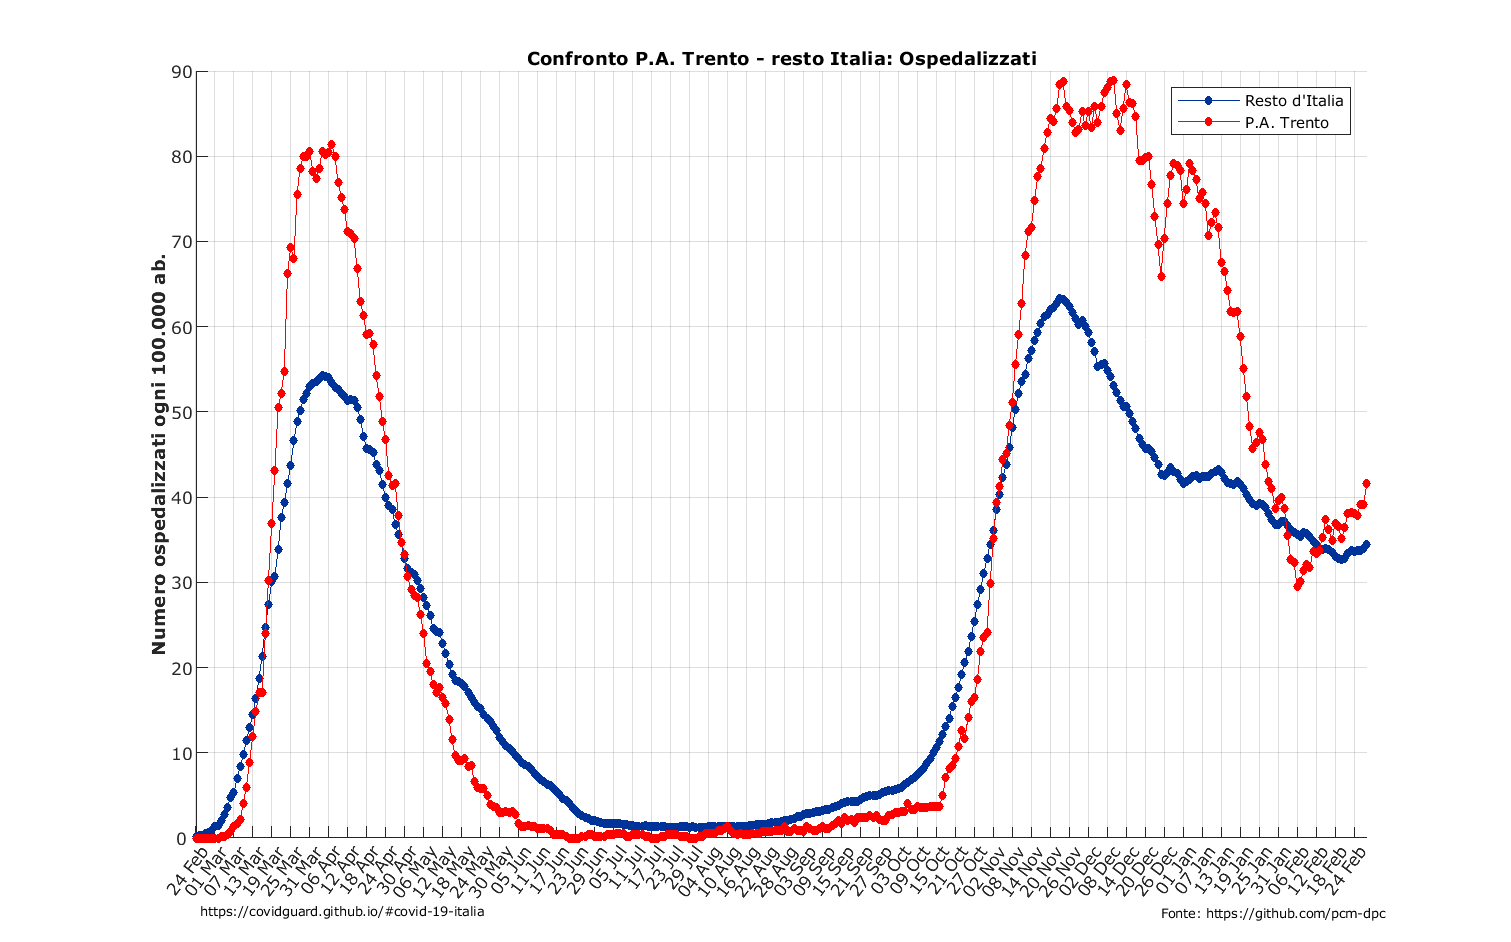 Confronto P.A. Trento - resto Italia: Ospedalizzati
Numero ospedalizzati ogni 100.000 ab.
90
80
70
60
50
40
30
20
10
0
Resto d'Italia
P.A. Trento
24 Feb
01 Mar
07 Mar
13 Mar
19 Mar
25 Mar
31 Mar
06 Apr
12 Apr
18 Apr
24 Apr
30 Apr
06 May
12 May
18 May
24 May
30 May
05 Jun
11 Jun
17 Jun
23 Jun
29 Jun
05 Jul
11 Jul
17 Jul
23 Jul
29 Jul
04 Aug
10 Aug
16 Aug
22 Aug
28 Aug
03 Sep
09 Sep
15 Sep
21 Sep
27 Sep
03 Oct
09 Oct
15 Oct
21 Oct
27 Oct
02 Nov
08 Nov
14 Nov
20 Nov
26 Nov
02 Dec
08 Dec
14 Dec
20 Dec
26 Dec
01 Jan
07 Jan
13 Jan
19 Jan
25 Jan
31 Jan
06 Feb
12 Feb
18 Feb
24 Feb
https://covidguard.github.io/#covid-19-italia
Fonte: https://github.com/pcm-dpc